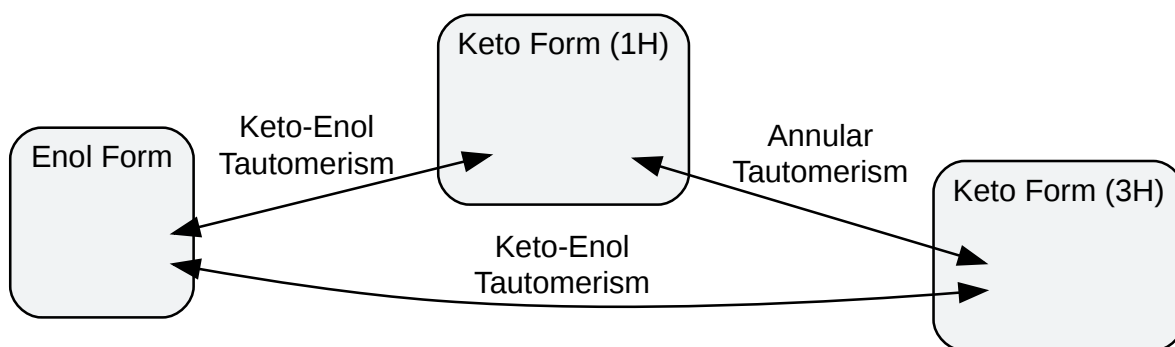 Keto Form (1H)
Keto-Enol
Tautomerism
Annular
Tautomerism
Enol Form
Keto Form (3H)
Keto-Enol
Tautomerism